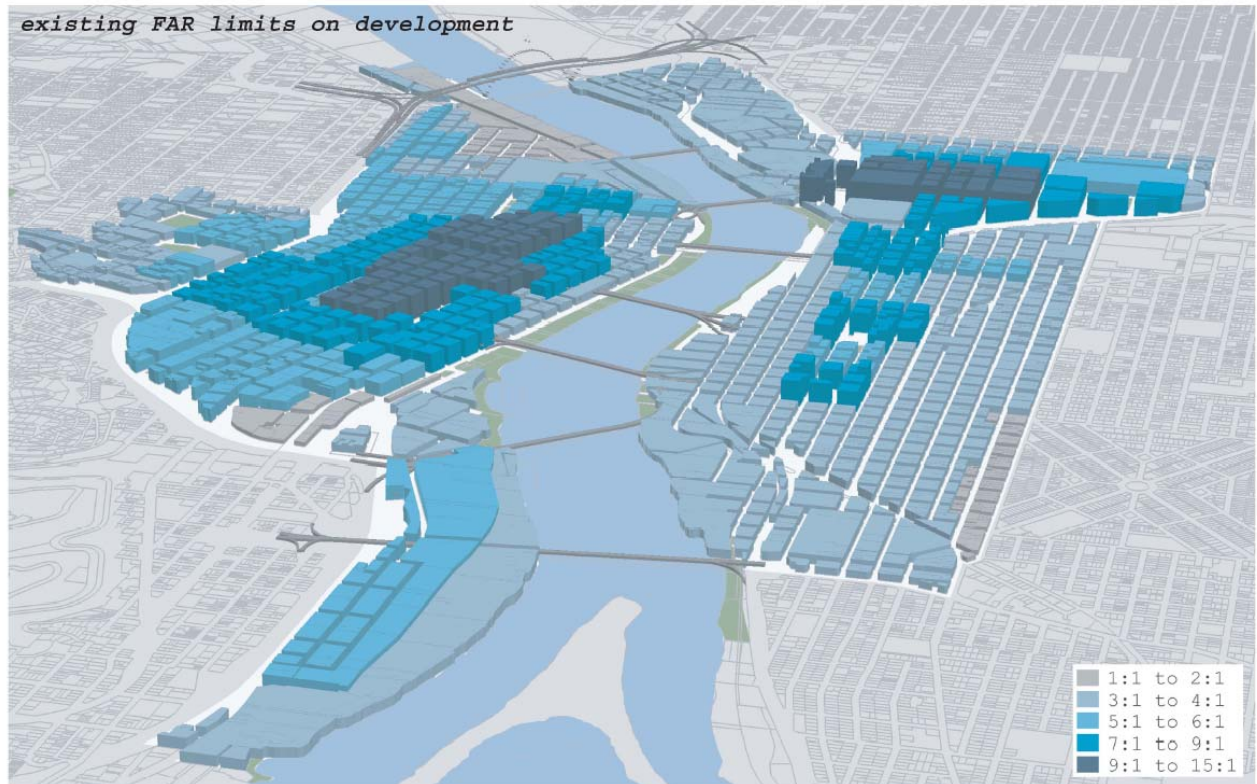 existing FAR limits on development
1:1 to 2:1
3:1 to 4:1
5:1 to 6:1
7:1 to 9:1
9:1 to 15:1